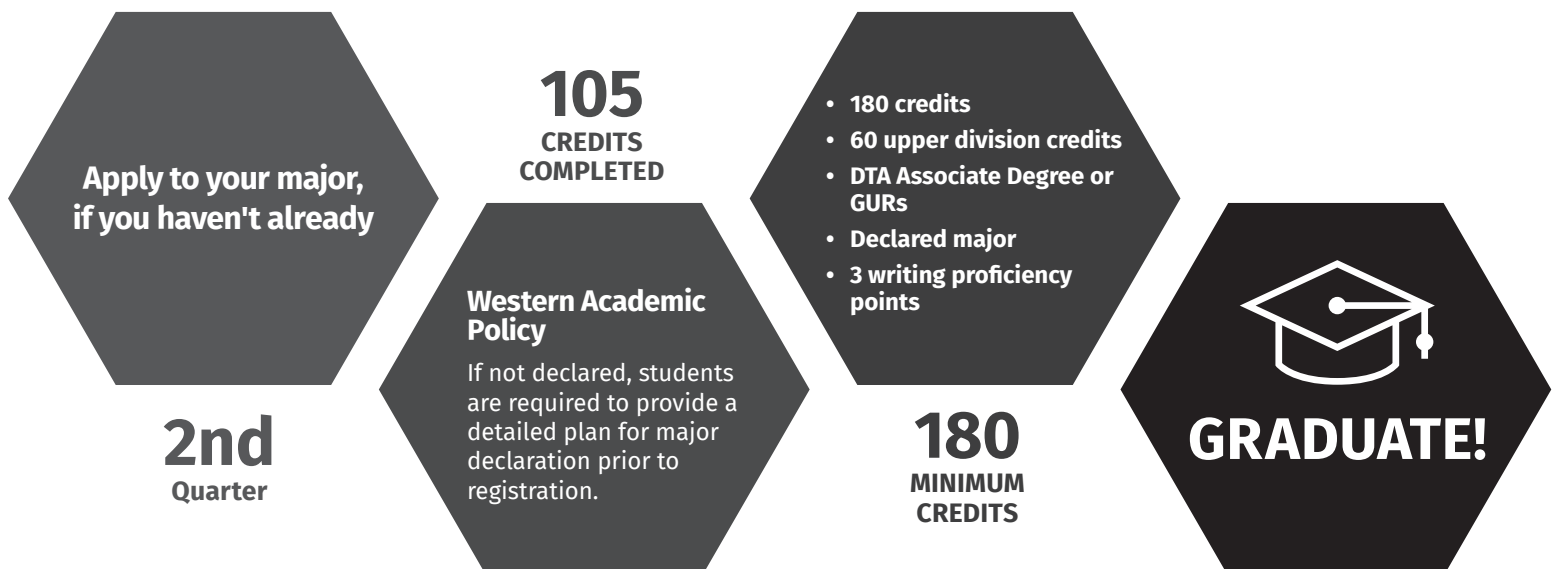 Apply to your major,
if you haven't already
2nd
Quarter
105
CREDITS
COMPLETED
Western Academic
Policy
If not declared, students
are required to provide a
detailed plan for major
declaration prior to
registration.
• 180 credits
• 60 upper division credits
• DTA Associate Degree or
GURs
• Declared major
• 3 writing proficiency
points
180
MINIMUM
CREDITS
GRADUATE!